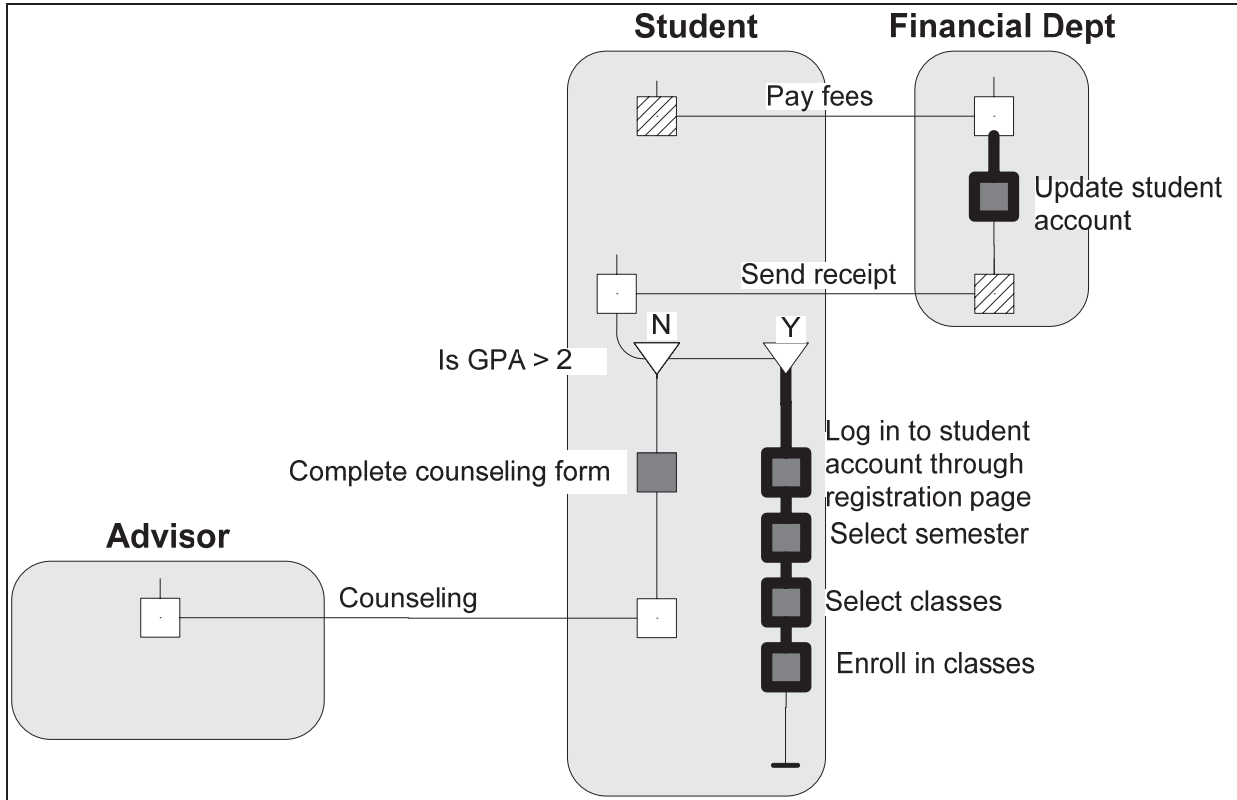 Student
Financial Dept
Pay fees
Update student
account
Send receipt
N
Y
Is GPA > 2
Log in to student
account through
registration page
Complete counseling form
Select semester
Advisor
Counseling
Select classes
Enroll in classes